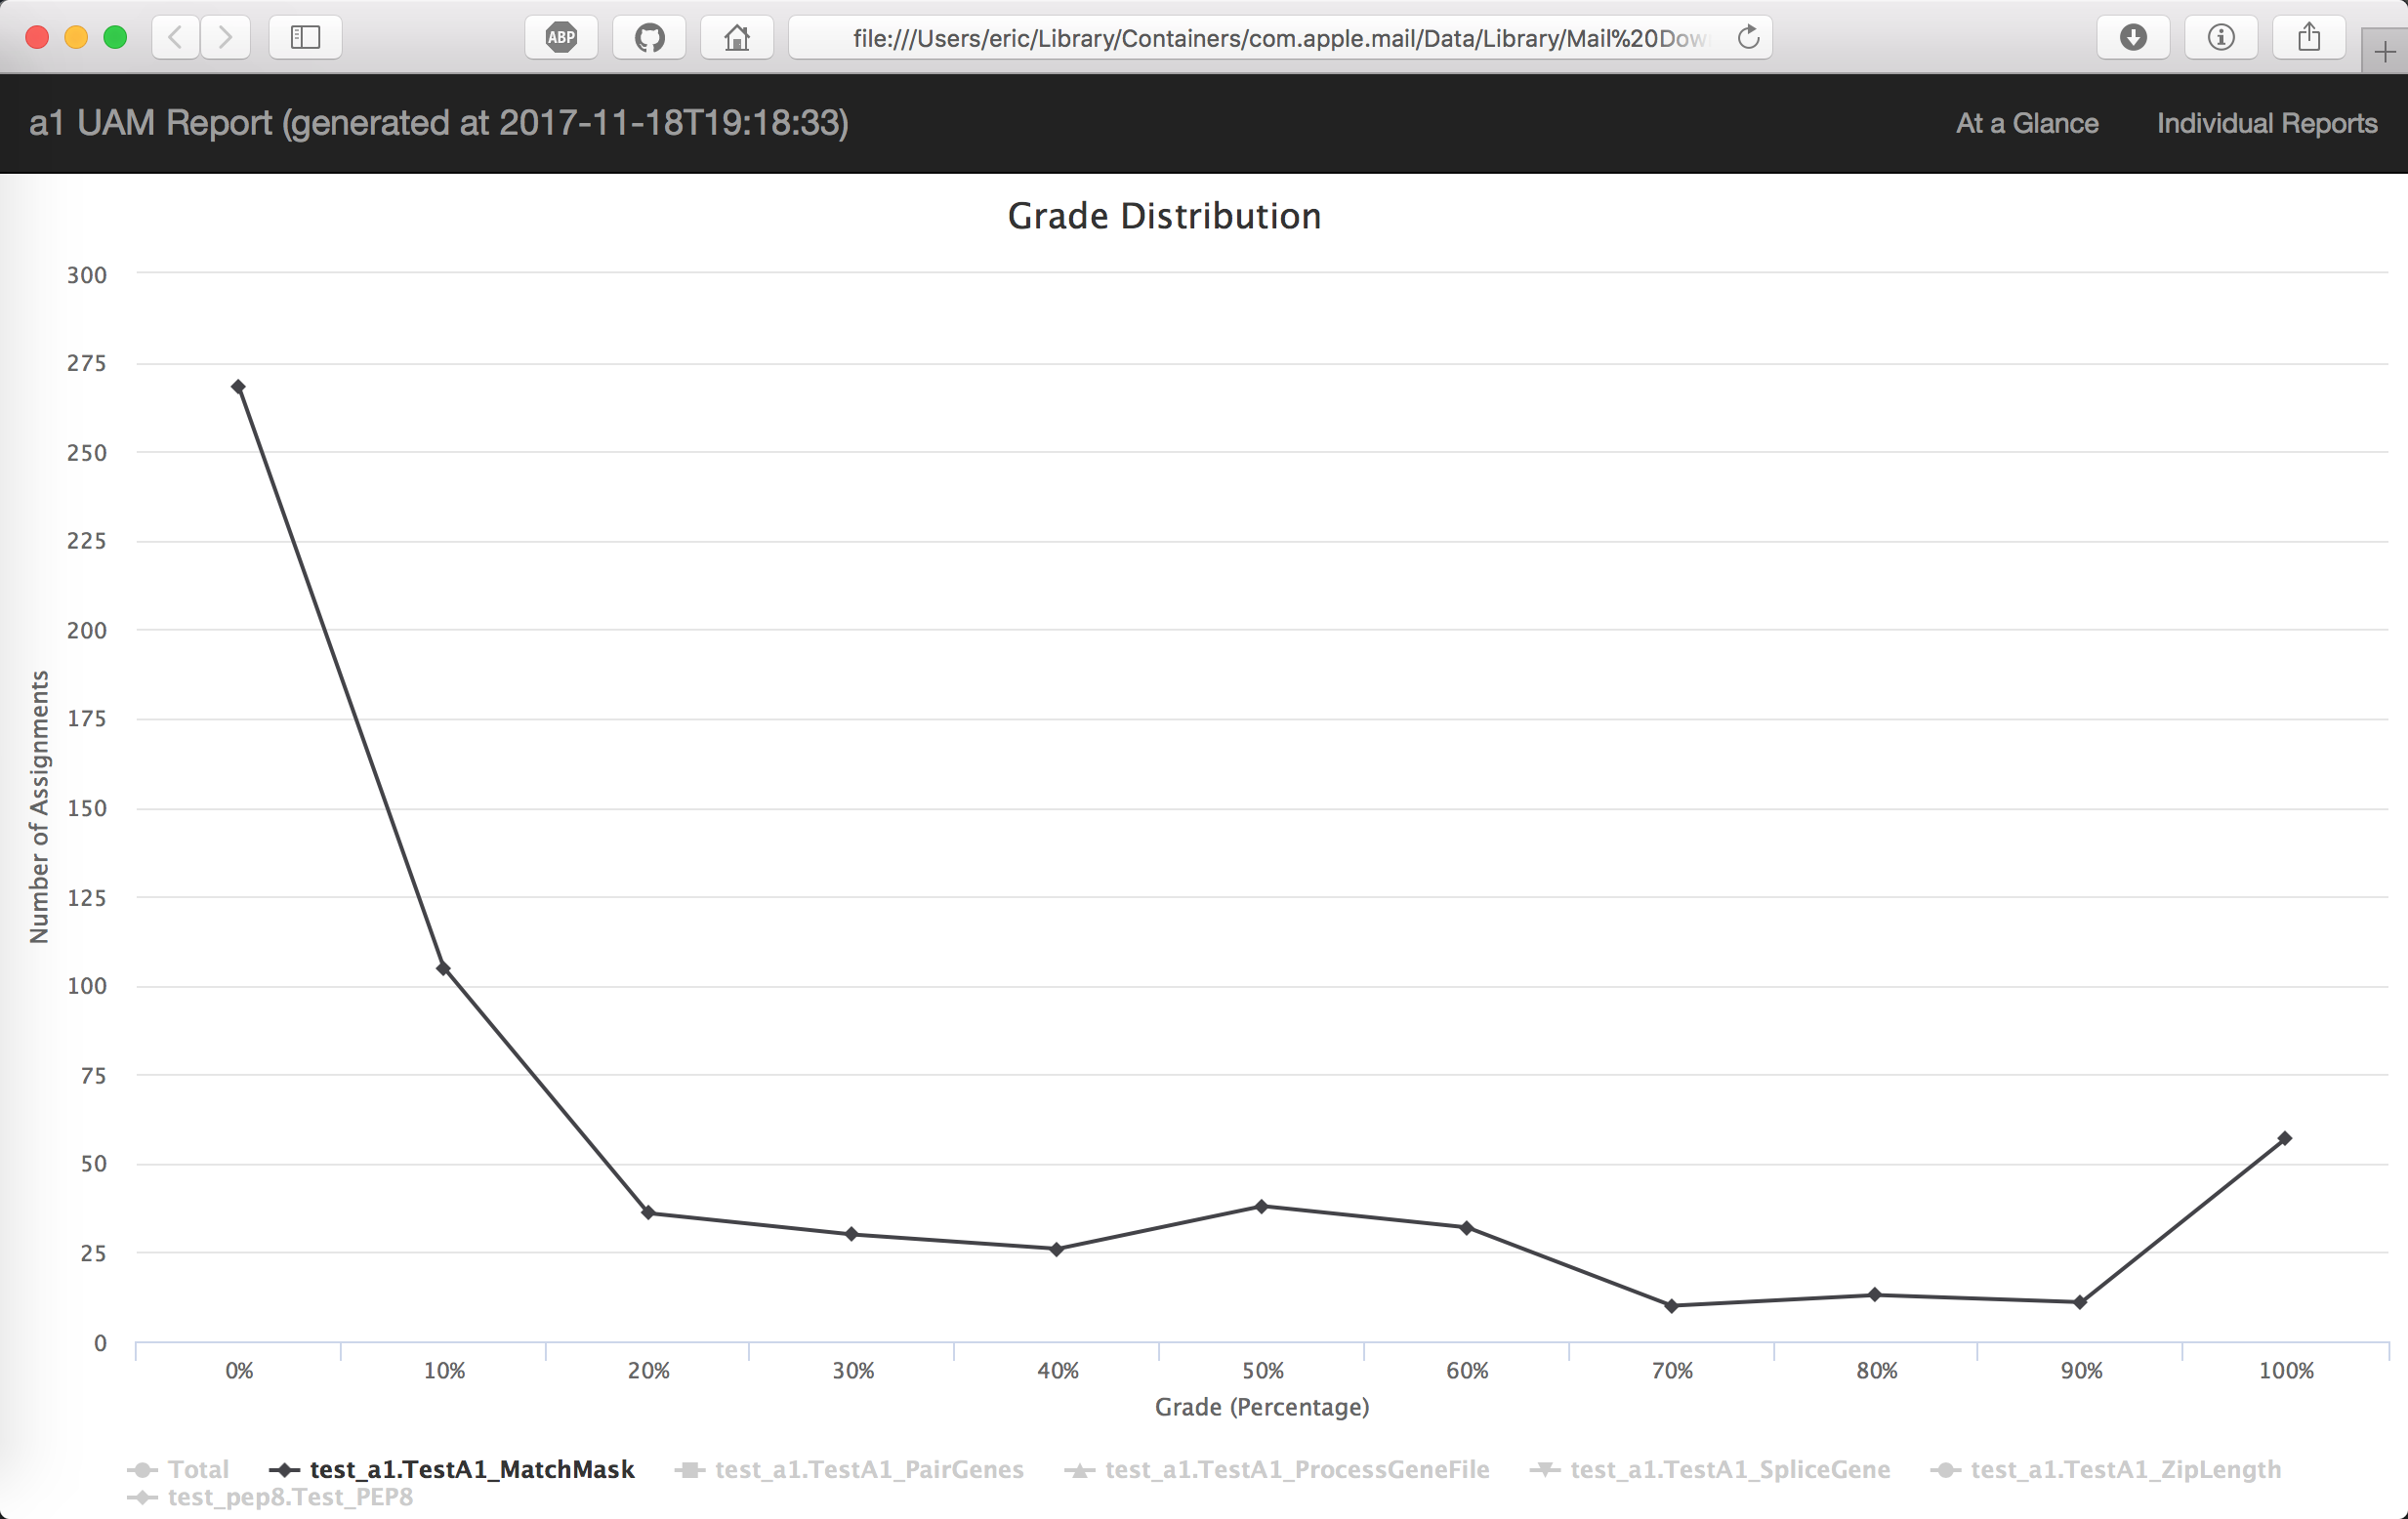 ABP
file:///Users/eric/Library/Containers/com.apple.mail/Data/Library/Mail%20Dow
a1 UAM Report (generated at 2017-11-18T19:18:33)
At a Glance
Individual Reports
Grade Distribution
Number of Assignments
300
275
250
225
200
175
150
125
100
75
50
25
0
0% 10% 20% 30% 40% 50% 60% 70% 80% 90% 100%
Grade (Percentage)
Total test_a1.TestA1_MatchMask test_a1.TestA1_PairGenes test_a1.TestA1_ProcessGeneFile test_a1.TestA1_SpliceGene test_a1.TestA1_ZipLength
test_pep8.Test_PEP8